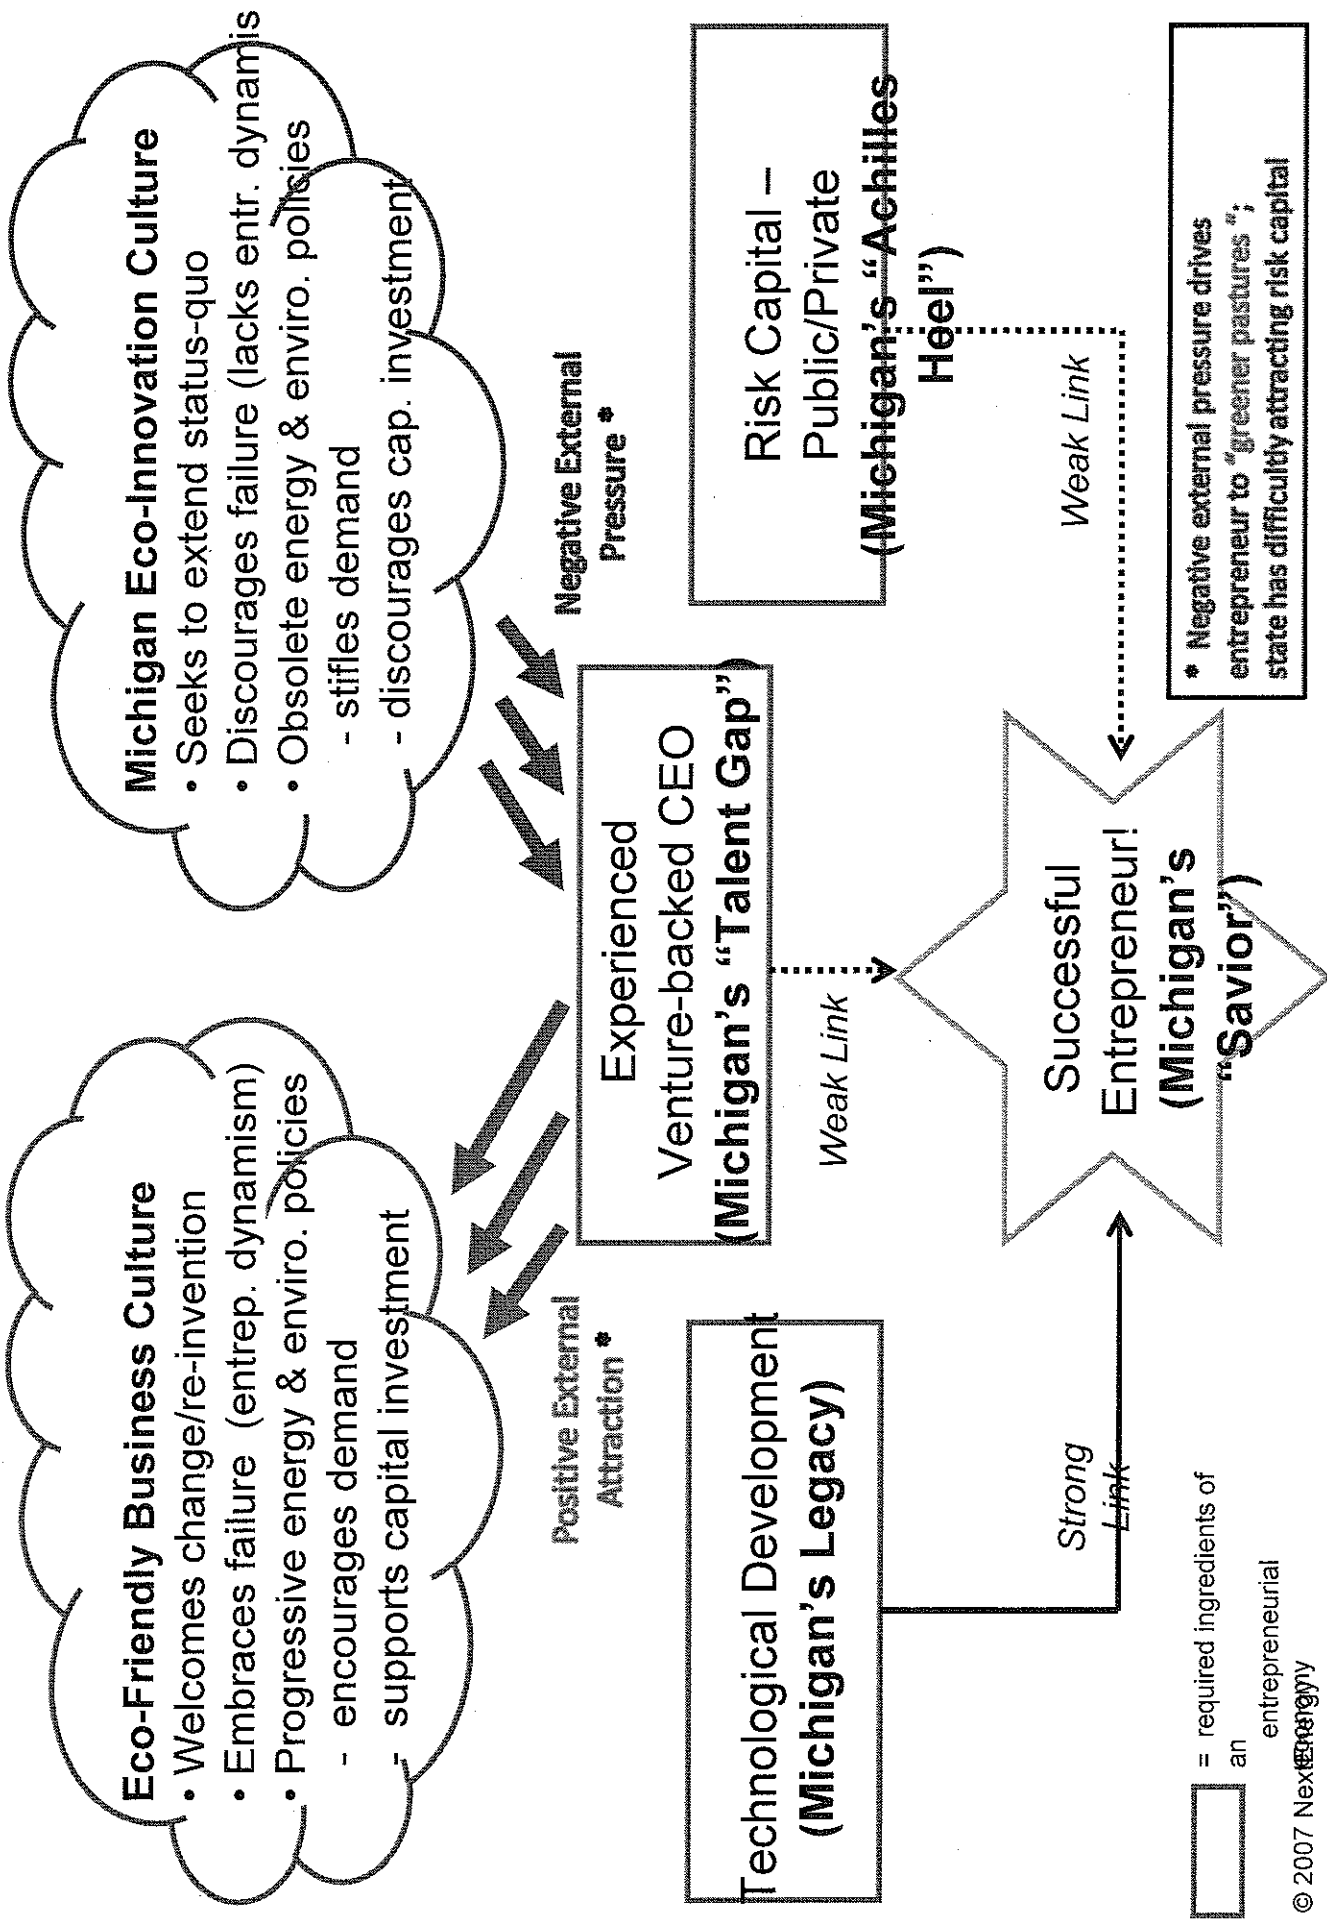 Eco-Friendly Business Culture
• Welcomes change/re-invention
• Embraces failure (entrep. dynamism)
• Progressive energy & enviro. policies
- encourages demand
- supports capital investment
Michigan Eco-Innovation Culture
• Seeks to extend status-quo
• Discourages failure (lacks entr. dynamis
• Obsolete energy & enviro. policies
- stifles demand
- discourages cap. investment
Positive External
Attraction *
Negative External
Pressure *
Technological Development
(Michigan's Legacy)
Experienced
Venture-backed CEO
(Michigan's “Talent Gap”)
Risk Capital –
Public/Private
(Michigan's “Achilles
Heel”)
Strong
Link
Weak Link
Weak Link
Successful
Entrepreneur!
(Michigan's
“Savior”)
= required ingredients of
an
entrepreneurial
economy
© 2007 NextEnergy
* Negative external pressure drives
entrepreneur to “greener pastures ”;
state has difficultly attracting risk capital